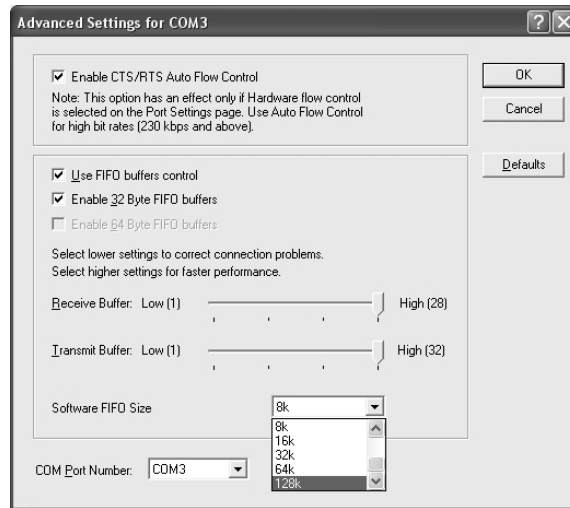 Advanced Settings for COM3
Enable CTS/RTS Auto Flow Control
Note: This option has an effect only if Hardware flow control
is selected on the Port Settings page. Use Auto Flow Control
for high bit rates (230 kbps and above).
OK
Cancel
Defaults
Use FIFO buffers control
Enable 32 Byte FIFO buffers
Enable 64 Byte FIFO buffers
Select lower settings to correct connection problems.
Select higher settings for faster performance.
Receive Buffer: Low (1) High (28)
Transmit Buffer: Low (1) High (32)
Software FIFO Size 8k
8k
16k
32k
64k
128k
COM Port Number: COM3